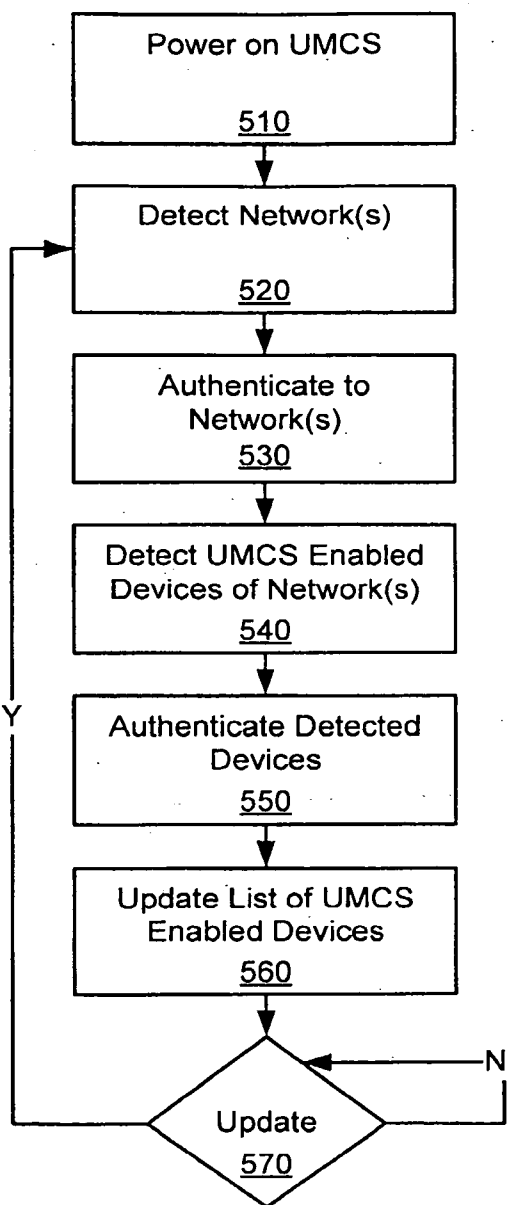 Power on UMCS
510
Detect Network(s)
520
Authenticate to
Network(s)
530
Detect UMCS Enabled
Devices of Network(s)
540
Y
Authenticate Detected
Devices
550
Update List of UMCS
Enabled Devices
560
N
Update
570